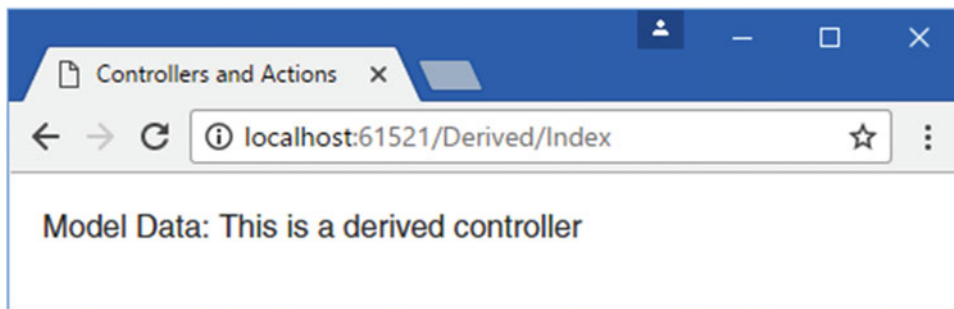 Controllers and Actions
localhost:61521/Derived/Index
Model Data: This is a derived controller